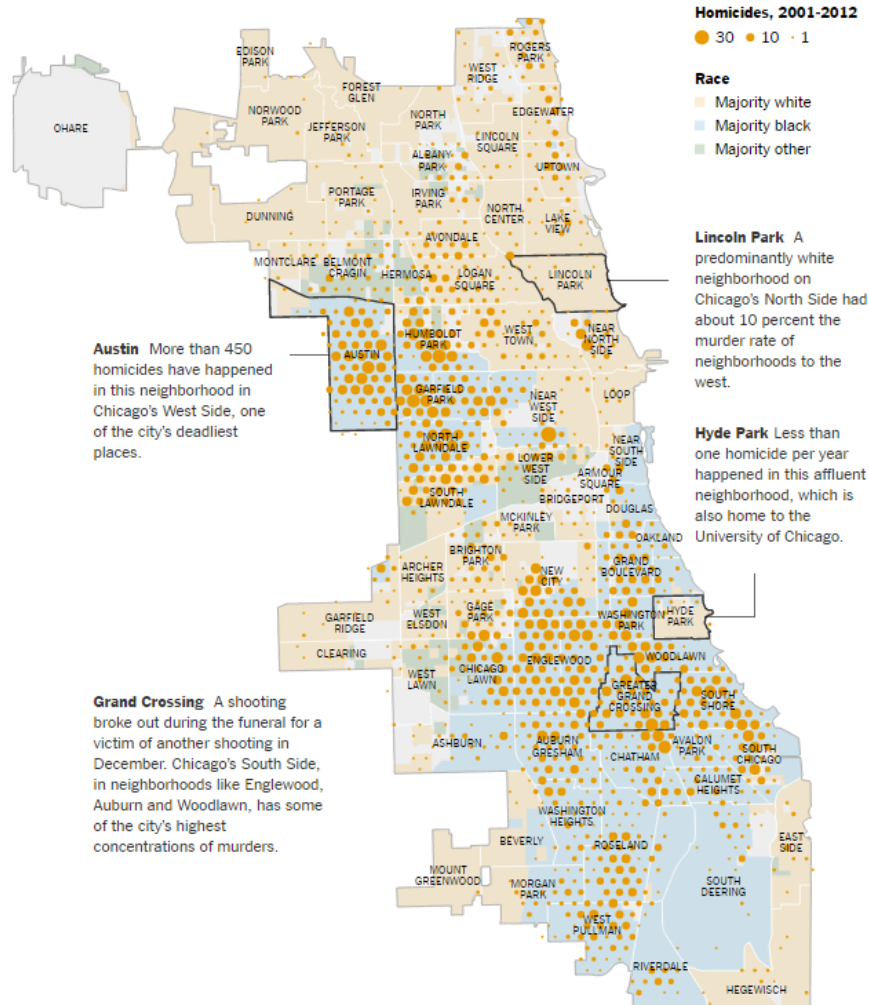 Homicides, 2001-2012
30 10 1
Race
Majority white
Majority black
Majority other
EDISON
PARK
ROGERS
PARK
WEST
RIDGE
FOREST
GLEN
OHARE
NORWOOD
PARK
JEFFERSON
PARK
NORTH
PARK
EDGEWATER
LINCOLN
SQUARE
ALBANY
PARK
UPTOWN
PORTAGE
PARK
IRVING
PARK
DUNNING
NORTH
CENTER
LAKE
VIEW
AVONDALE
MONTCLARE
BELMONT
CRAGIN
HERMOSA
LOGAN
SQUARE
LINCOLN
PARK
Lincoln Park A
predominantly white
neighborhood on
Chicago's North Side had
about 10 percent the
murder rate of
neighborhoods to the
west.
HUMBOLDT
PARK
WEST
TOWN
NEAR
NORTH
SIDE
AUSTIN
Austin More than 450
homicides have happened
in this neighborhood in
Chicago's West Side, one
of the city's deadliest
places.
GARFIELD
PARK
NEAR
WEST
SIDE
LOOP
NORTH
LAWNDALE
NEAR
SOUTH
SIDE
LOWER
WEST
SIDE
ARMOUR
SQUARE
Hyde Park Less than
one homicide per year
happened in this affluent
neighborhood, which is
also home to the
University of Chicago.
SOUTH
LAWNDALE
BRIDGEPORT
DOUGLAS
MCKINLEY
PARK
OAKLAND
BRIGHTON
PARK
ARCHER
HEIGHTS
NEW
CITY
GRAND
BOULEVARD
GARFIELD
RIDGE
WEST
ELSDON
GAGE
PARK
WASHINGTON
PARK
HYDE
PARK
CLEARING
WEST
LAWN
CHICAGO
LAWN
ENGLEWOOD
WOODLAWN
GREATER
GRAND
CROSSING
SOUTH
SHORE
Grand Crossing A shooting
broke out during the funeral for a
victim of another shooting in
December. Chicago's South Side,
in neighborhoods like Englewood,
Auburn and Woodlawn, has some
of the city's highest
concentrations of murders.
ASHBURN
AUBURN
GRESHAM
CHATHAM
AVALON
PARK
SOUTH
CHICAGO
CALUMET
HEIGHTS
WASHINGTON
HEIGHTS
BEVERLY
ROSELAND
EAST
SIDE
MOUNT
GREENWOOD
MORGAN
PARK
SOUTH
DEERING
WEST
PULLMAN
RIVERDALE
HEGEWISCH